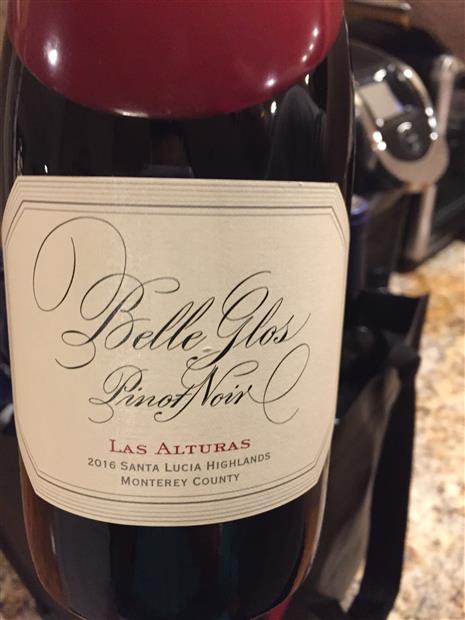 Belle Glos
Pinot Noir
LAS ALTURAS
2016 SANTA LUCIA HIGHLANDS
MONTEREY COUNTY